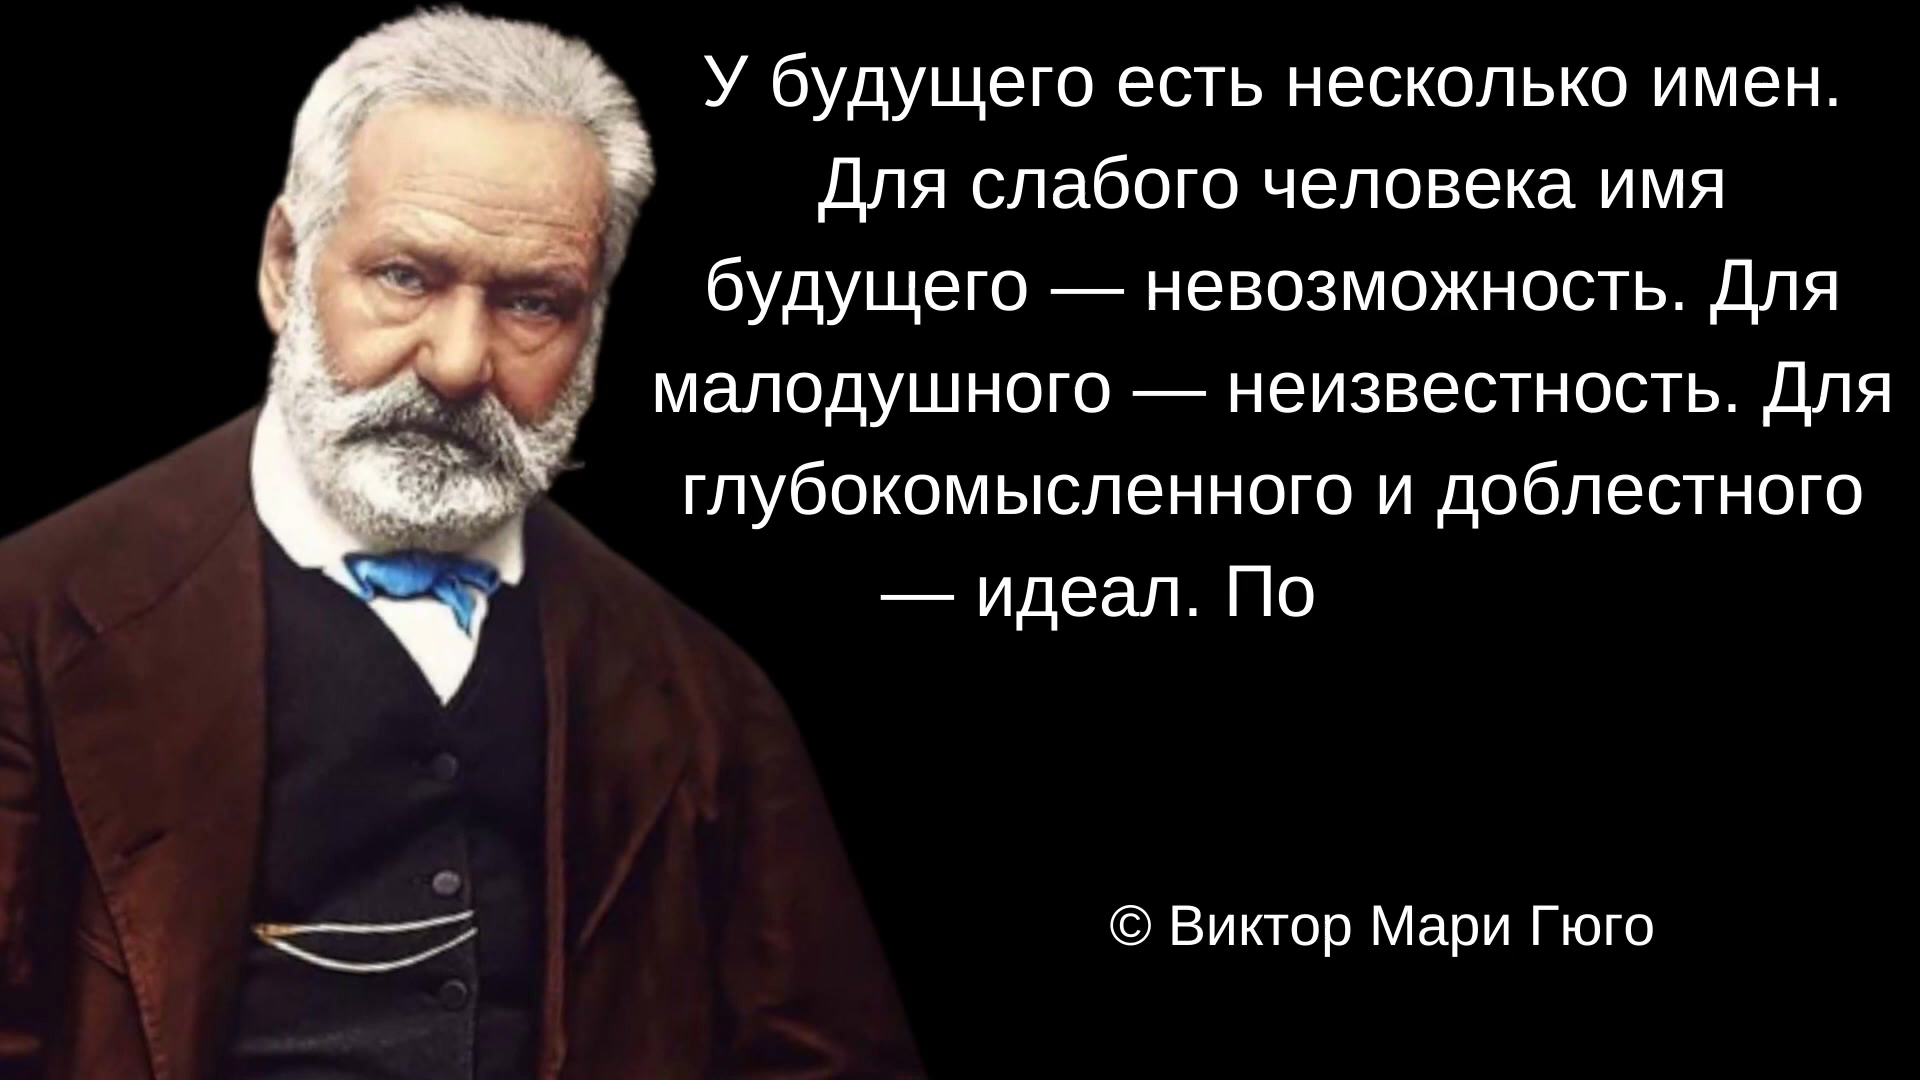 У будущего есть несколько имен.
Для слабого человека имя
будущего — невозможность. Для
малодушного — неизвестность. Для
глубокомысленного и доблестного
— идеал. По
© Виктор Мари Гюго